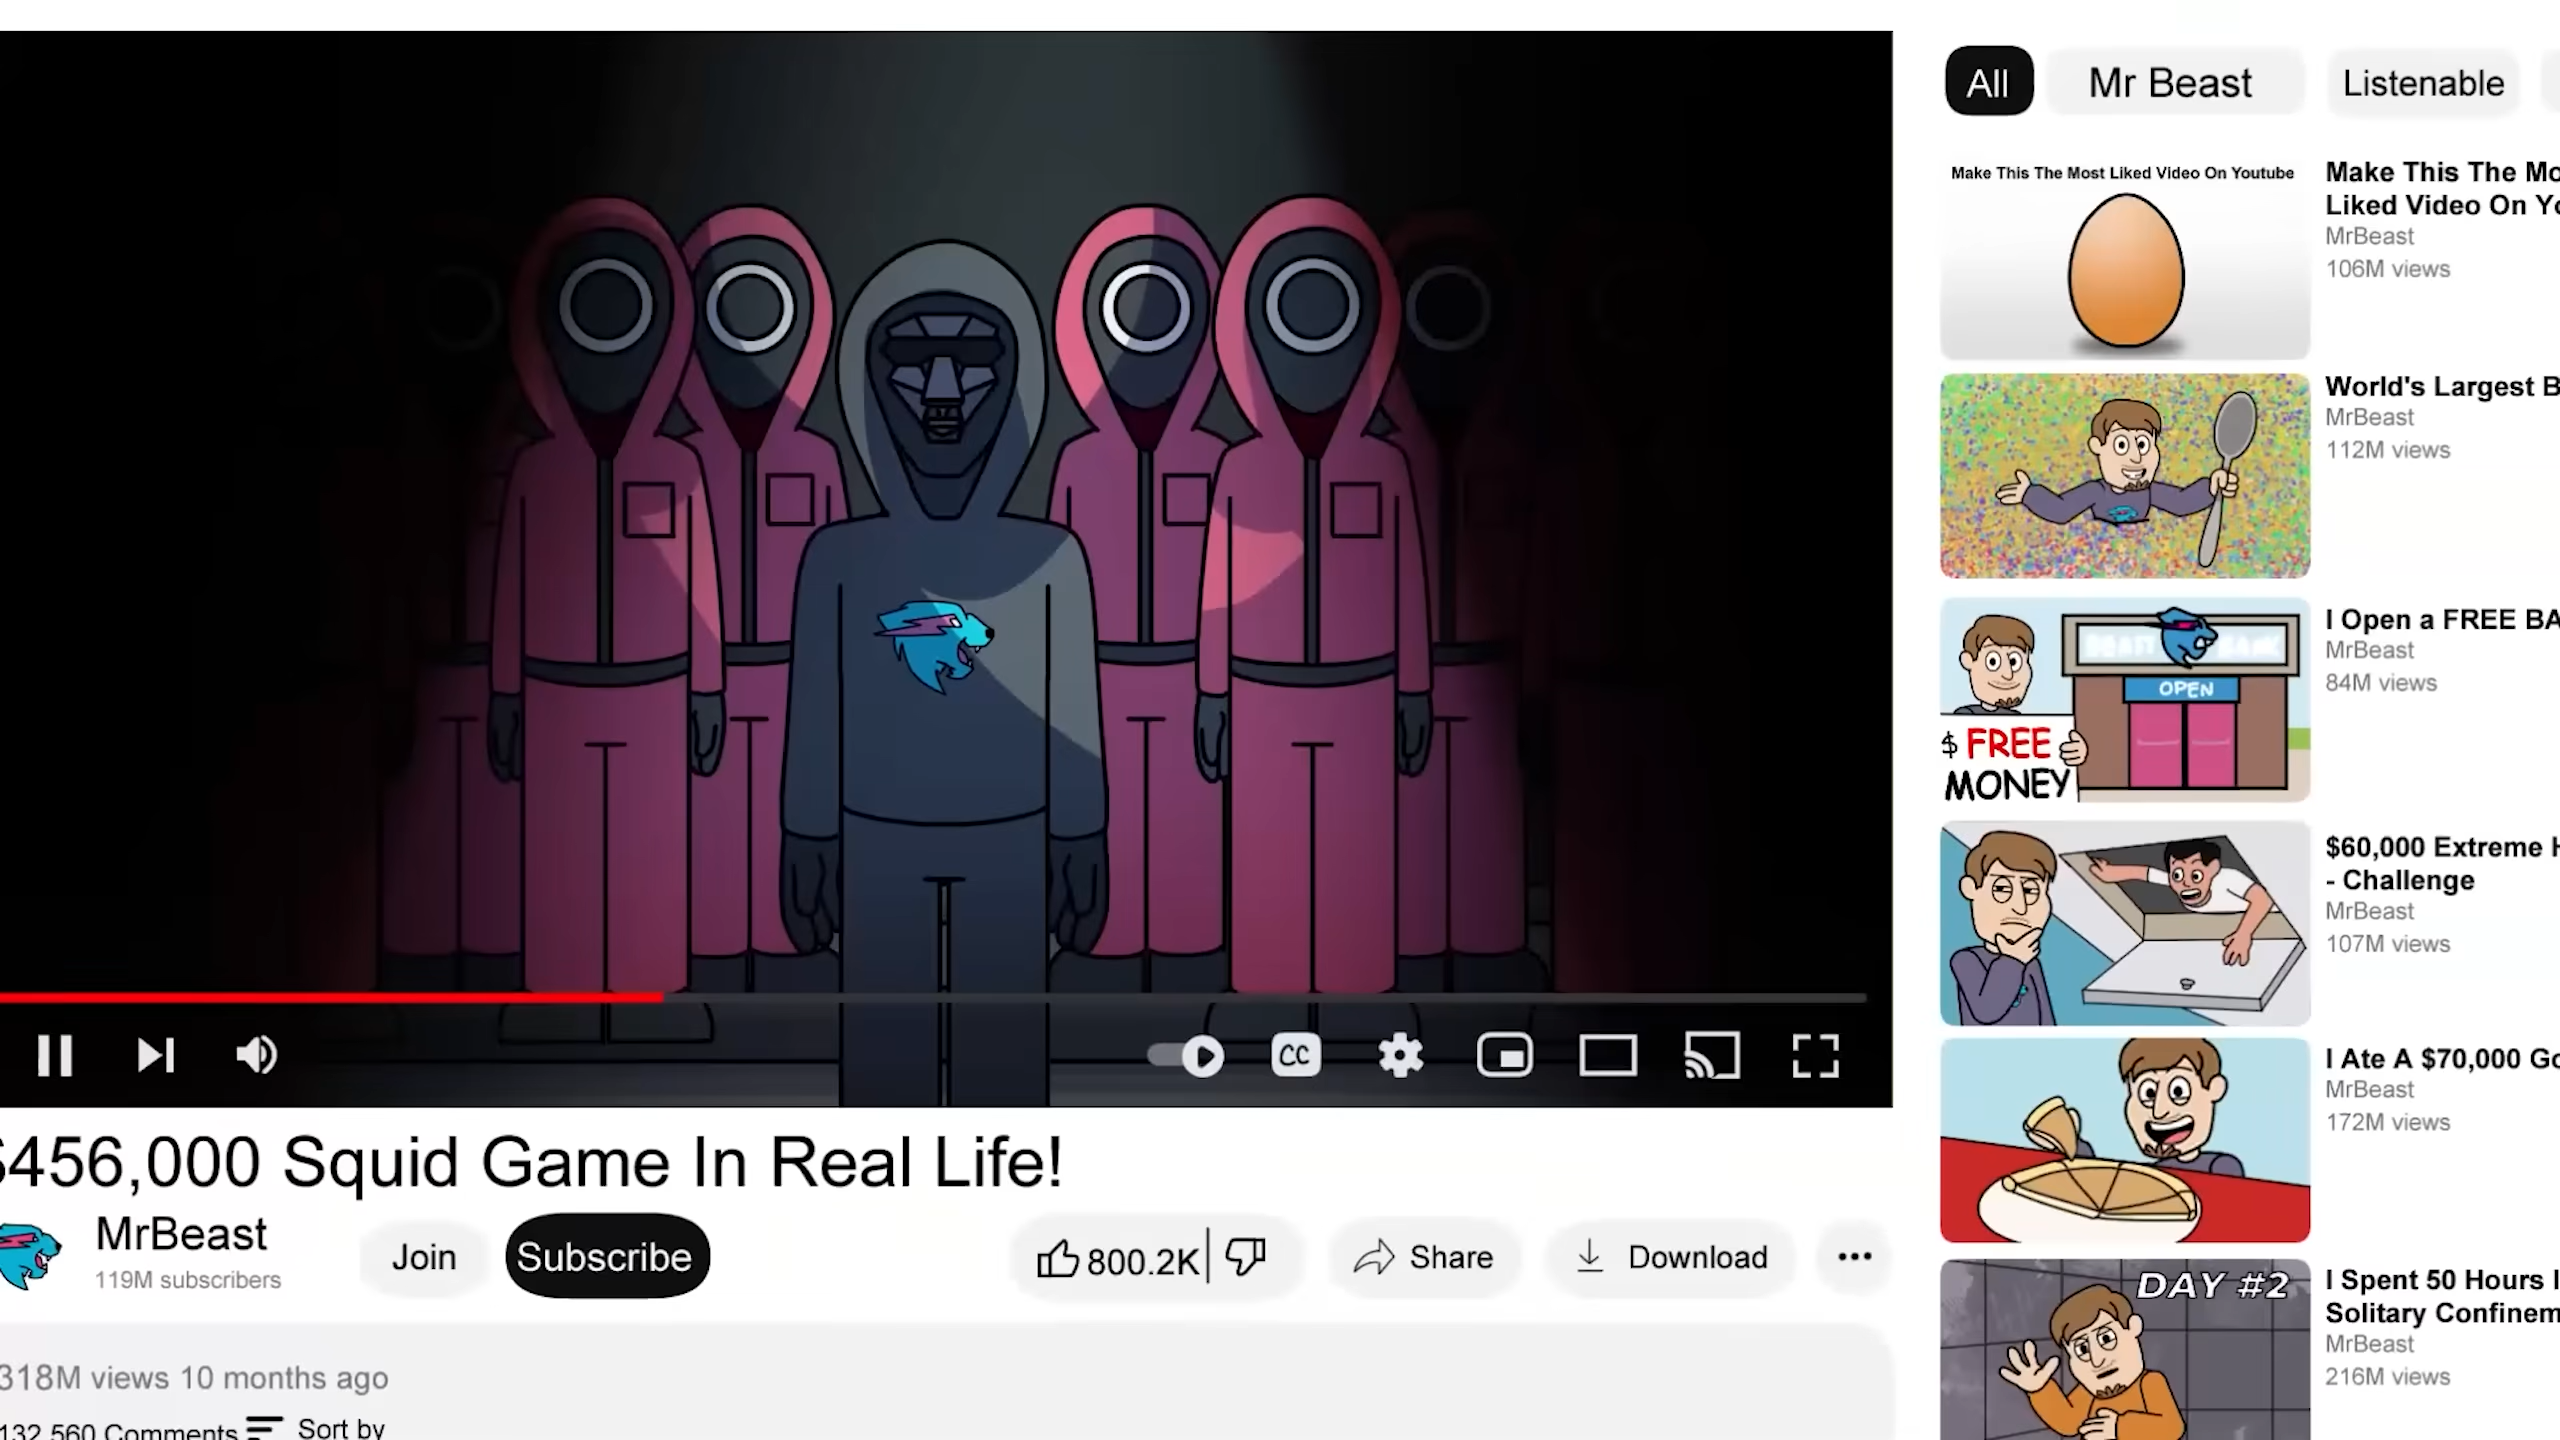 All
Mr Beast
Listenable
Make This The Most Liked Video On Youtube
Make This The Mo
Liked Video On Yo
MrBeast
106M views
World's Largest B
MrBeast
112M views
OPEN
$ FREE
MONEY
I Open a FREE BA
MrBeast
84M views
$60,000 Extreme H
- Challenge
MrBeast
107M views
I Ate A $70,000 Go
MrBeast
172M views
DAY #2
I Spent 50 Hours I
Solitary Confinem
MrBeast
216M views
CC
$456,000 Squid Game In Real Life!
MrBeast
119M subscribers
Join
Subscribe
800.2K
Share
Download
318M views 10 months ago
132,560 Comments
Sort by